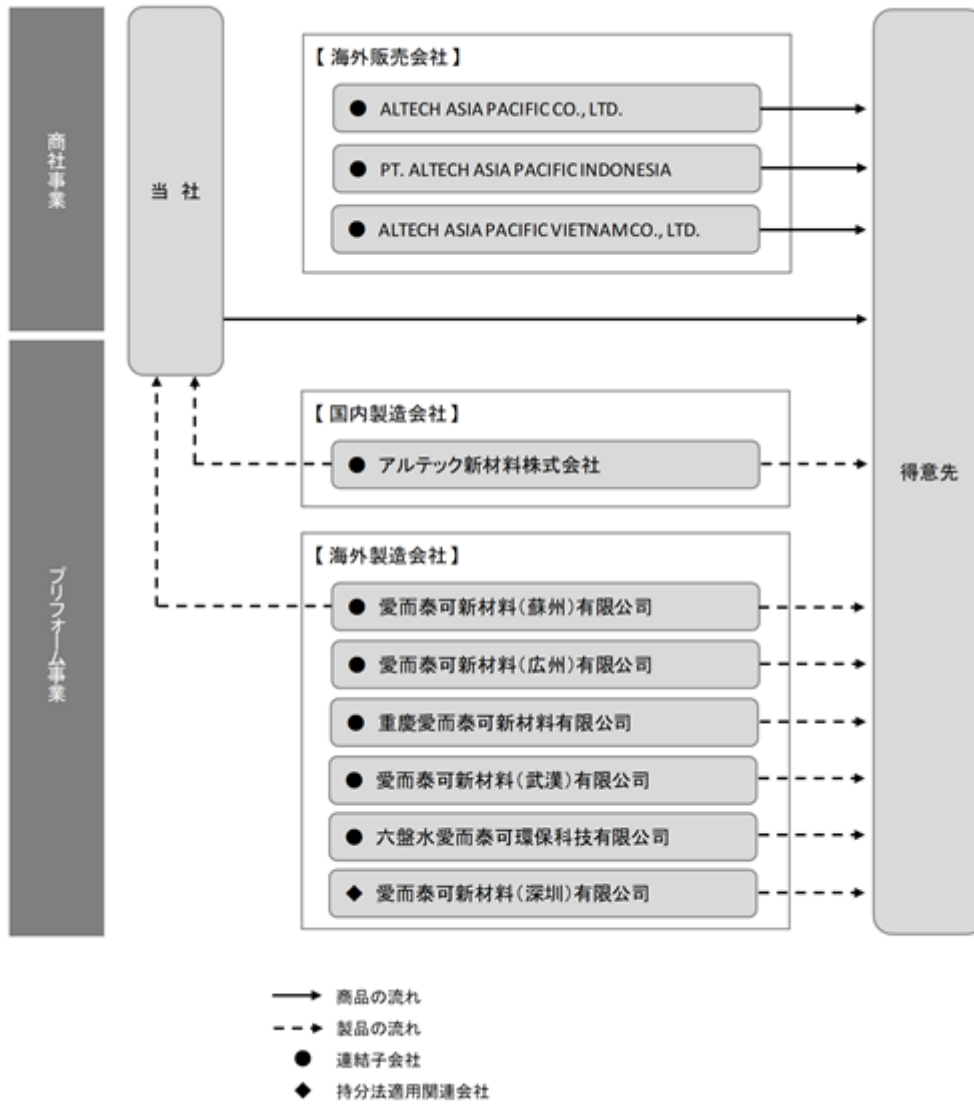 商社事業
当 社
【 海外販売会社 】
● ALTECH ASIA PACIFIC CO., LTD.
● PT. ALTECH ASIA PACIFIC INDONESIA
● ALTECH ASIA PACIFIC VIETNAM CO., LTD.
プリフォーム事業
【 国内製造会社 】
● アルテック新材料株式会社
得意先
【 海外製造会社 】
● 愛而泰可新材料(蘇州)有限公司
● 愛而泰可新材料(広州)有限公司
● 重慶愛而泰可新材料有限公司
● 愛而泰可新材料(武漢)有限公司
● 六盤水愛而泰可環保科技有限公司
◆ 愛而泰可新材料(深圳)有限公司
商品の流れ
製品の流れ
● 連結子会社
◆ 持分法適用関連会社